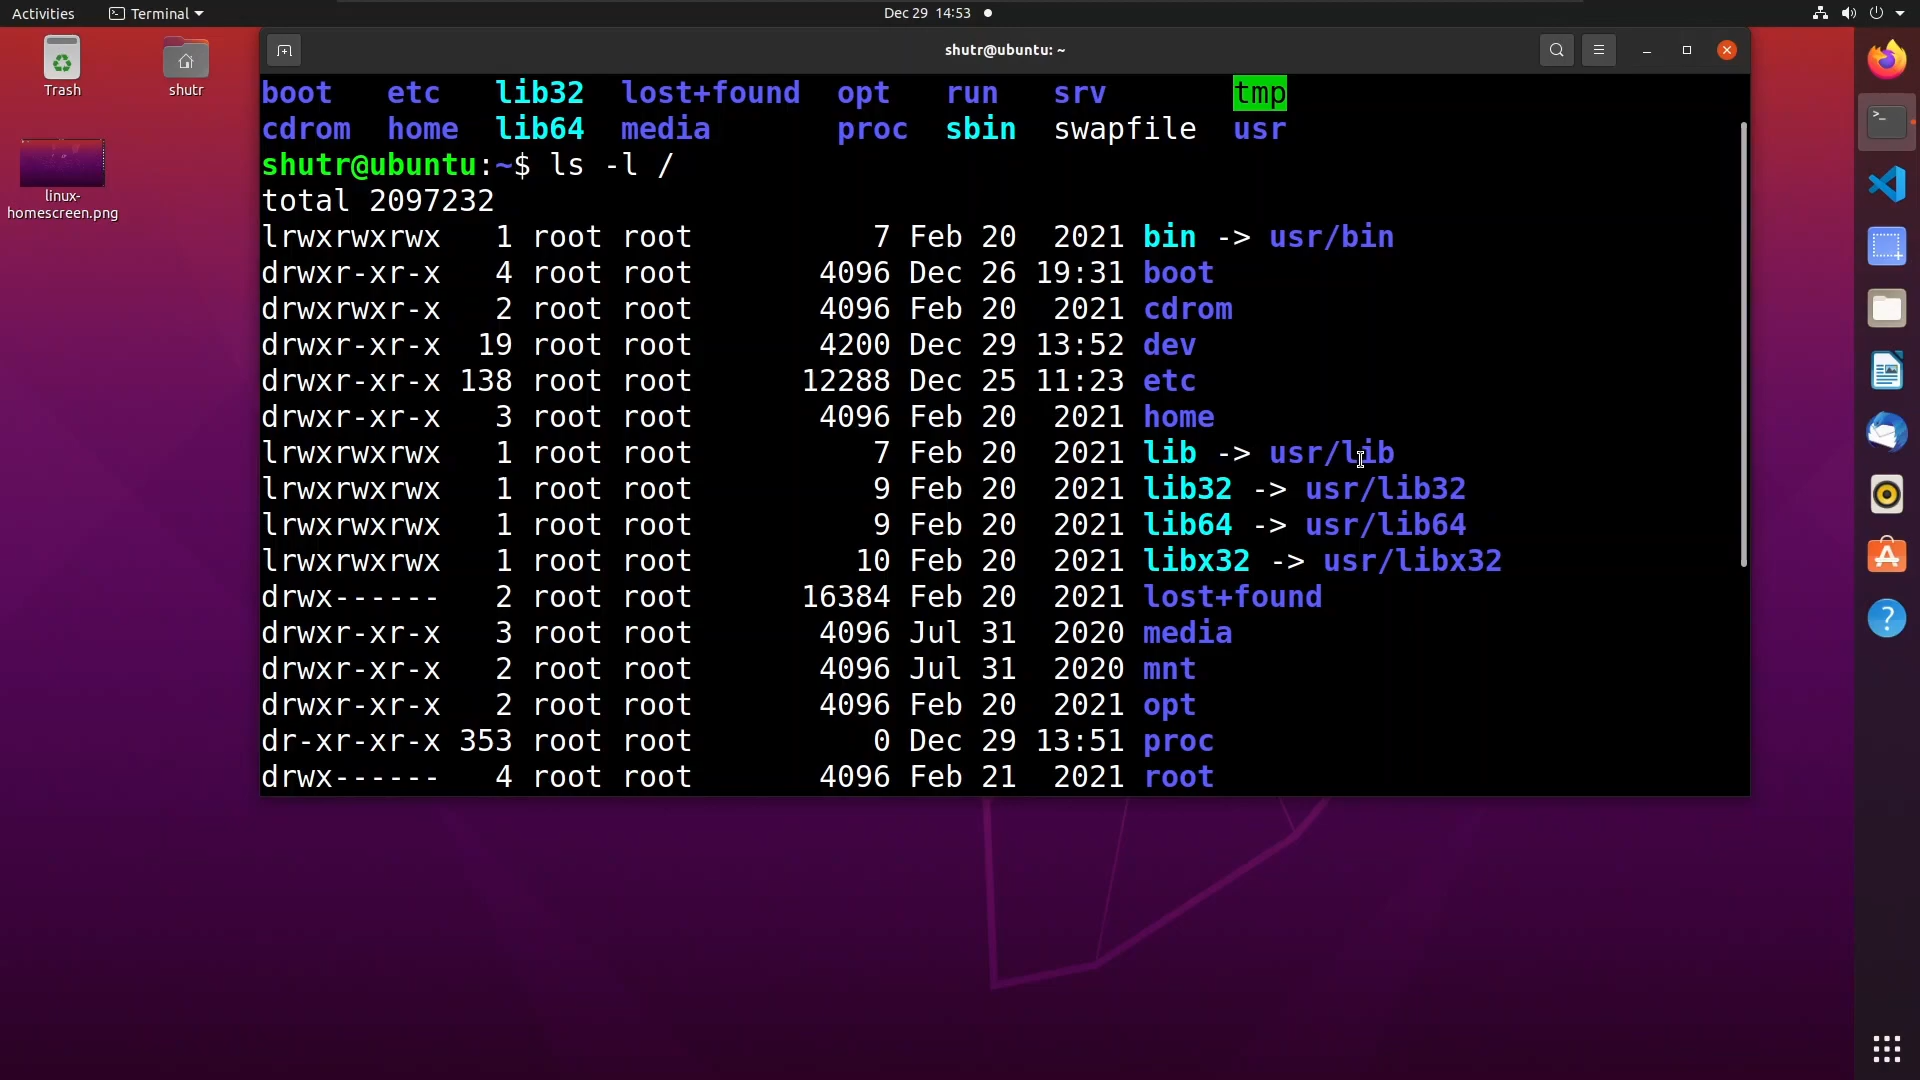 Activities Terminal Dec 29 14:53
shutr@ubuntu: ~
Trash shutr
linux-
homescreen.png
boot etc lib32 lost+found opt run srv tmp
cdrom home lib64 media proc sbin swapfile usr
shutr@ubuntu:~$ ls -l /
total 2097232
lrwxrwxrwx 1 root root 7 Feb 20 2021 bin -> usr/bin
drwxr-xr-x 4 root root 4096 Dec 26 19:31 boot
drwxrwxr-x 2 root root 4096 Feb 20 2021 cdrom
drwxr-xr-x 19 root root 4200 Dec 29 13:52 dev
drwxr-xr-x 138 root root 12288 Dec 25 11:23 etc
drwxr-xr-x 3 root root 4096 Feb 20 2021 home
lrwxrwxrwx 1 root root 7 Feb 20 2021 lib -> usr/lib
lrwxrwxrwx 1 root root 9 Feb 20 2021 lib32 -> usr/lib32
lrwxrwxrwx 1 root root 9 Feb 20 2021 lib64 -> usr/lib64
lrwxrwxrwx 1 root root 10 Feb 20 2021 libx32 -> usr/libx32
drwx------ 2 root root 16384 Feb 20 2021 lost+found
drwxr-xr-x 3 root root 4096 Jul 31 2020 media
drwxr-xr-x 2 root root 4096 Jul 31 2020 mnt
drwxr-xr-x 2 root root 4096 Feb 20 2021 opt
dr-xr-xr-x 353 root root 0 Dec 29 13:51 proc
drwx------ 4 root root 4096 Feb 21 2021 root